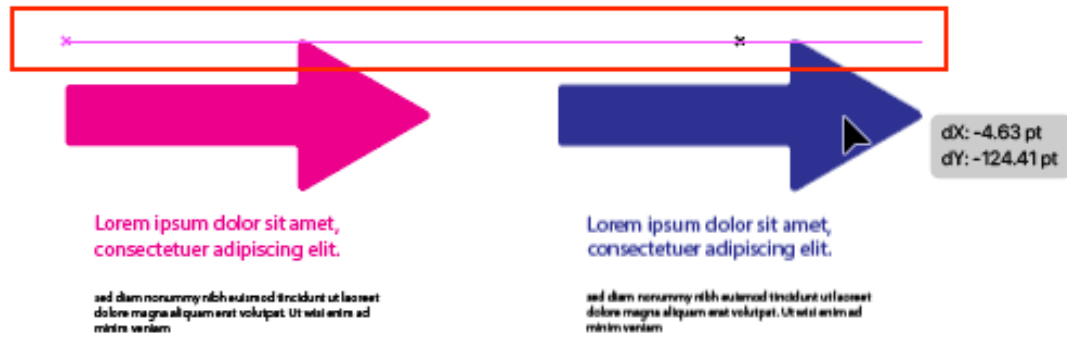 dX: -4.63 pt
dY: -124.41 pt
Lorem ipsum dolor sit amet,
consectetuer adipiscing elit.
sed diam nonummy nibh euismod tincidunt ut laoreet
dolore magna aliquam erat volutpat. Ut wisi enim ad
minim veniam
Lorem ipsum dolor sit amet,
consectetuer adipiscing elit.
sed diam nonummy nibh euismod tincidunt ut laoreet
dolore magna aliquam erat volutpat. Ut wisi enim ad
minim veniam